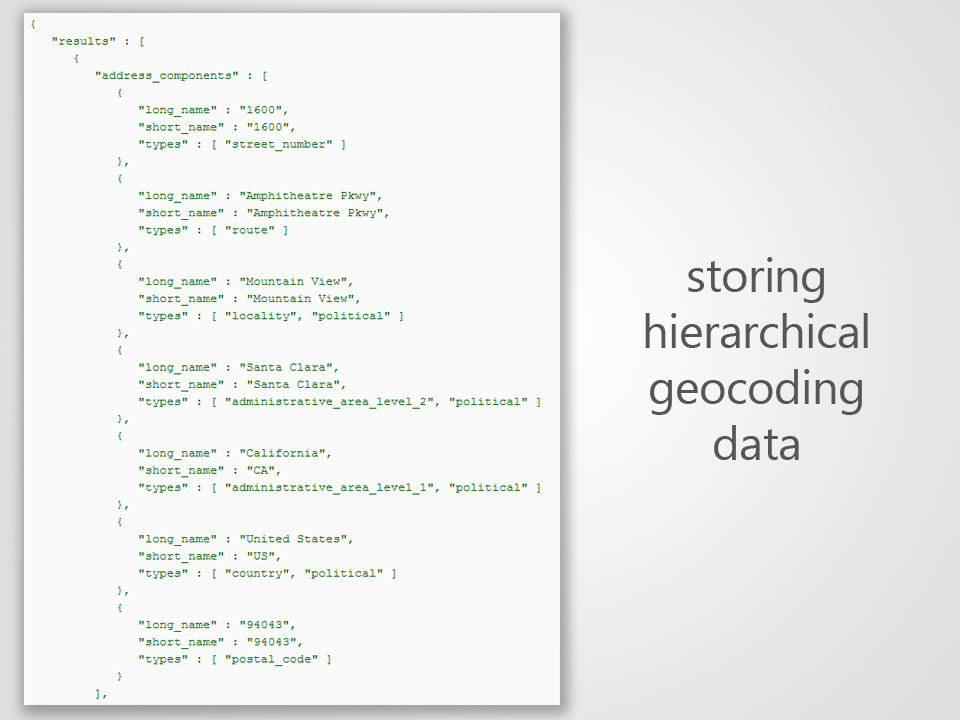 {
   "results" : [
      {
         "address_components" : [
            {
               "long_name" : "1600",
               "short_name" : "1600",
               "types" : [ "street_number" ]
            },
            {
               "long_name" : "Amphitheatre Pkwy",
               "short_name" : "Amphitheatre Pkwy",
               "types" : [ "route" ]
            },
            {
               "long_name" : "Mountain View",
               "short_name" : "Mountain View",
               "types" : [ "locality", "political" ]
            },
            {
               "long_name" : "Santa Clara",
               "short_name" : "Santa Clara",
               "types" : [ "administrative_area_level_2", "political" ]
            },
            {
               "long_name" : "California",
               "short_name" : "CA",
               "types" : [ "administrative_area_level_1", "political" ]
            },
            {
               "long_name" : "United States",
               "short_name" : "US",
               "types" : [ "country", "political" ]
            },
            {
               "long_name" : "94043",
               "short_name" : "94043",
               "types" : [ "postal_code" ]
            }
         ],
storing
hierarchical
geocoding
data